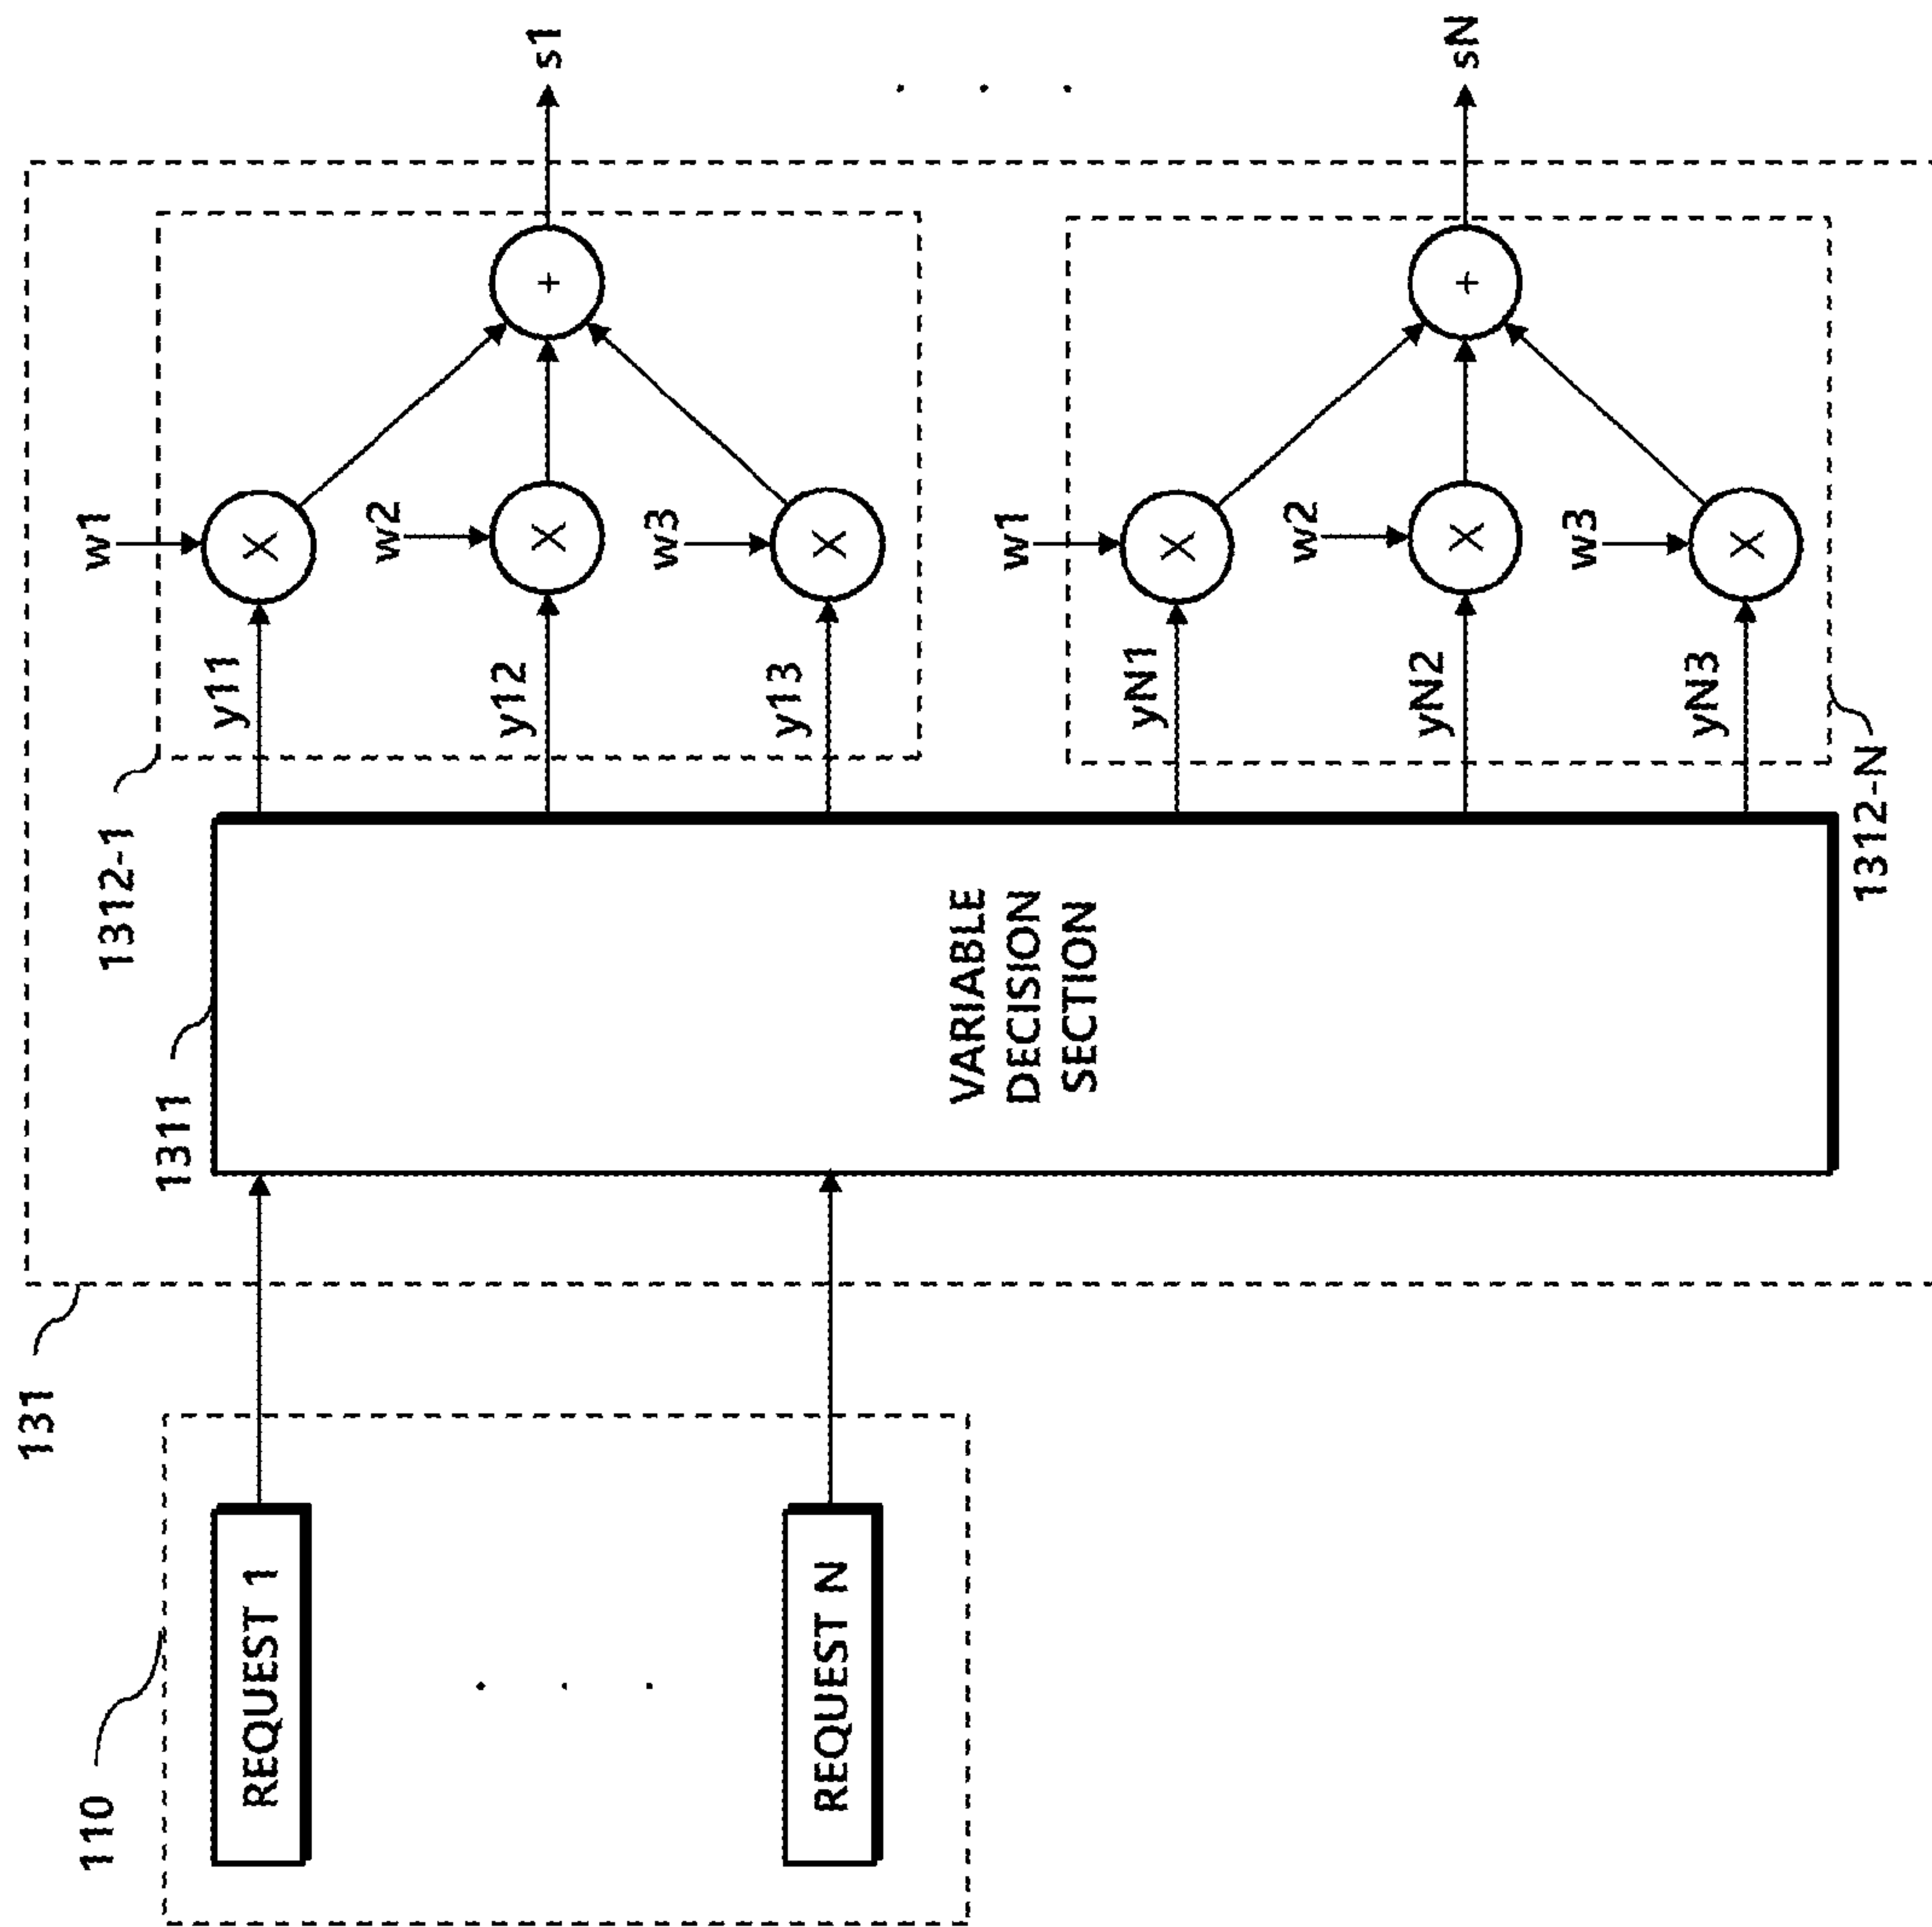 110
REQUEST 1
.  .  .
REQUEST N
131
1311
VARIABLE
DECISION
SECTION
1312-1
y11
w1
X
y12
w2
X
y13
w3
X
+
s1
.  .  .
1312-N
yN1
w1
X
yN2
w2
X
yN3
w3
X
+
sN